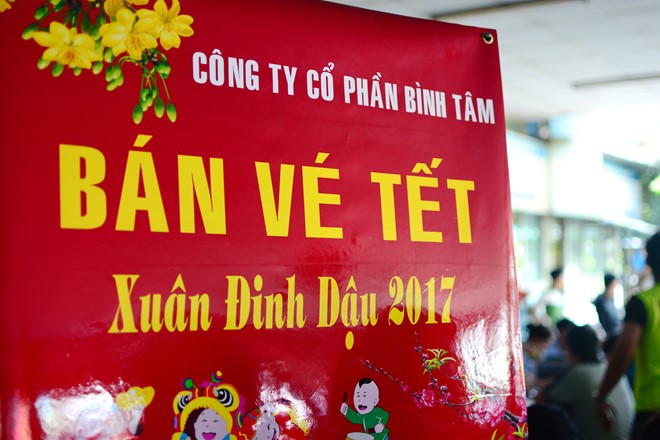 CÔNG TY CỔ PHẦN BÌNH TÂM
BÁN VÉ TẾT
Xuân Đinh Dậu 2017